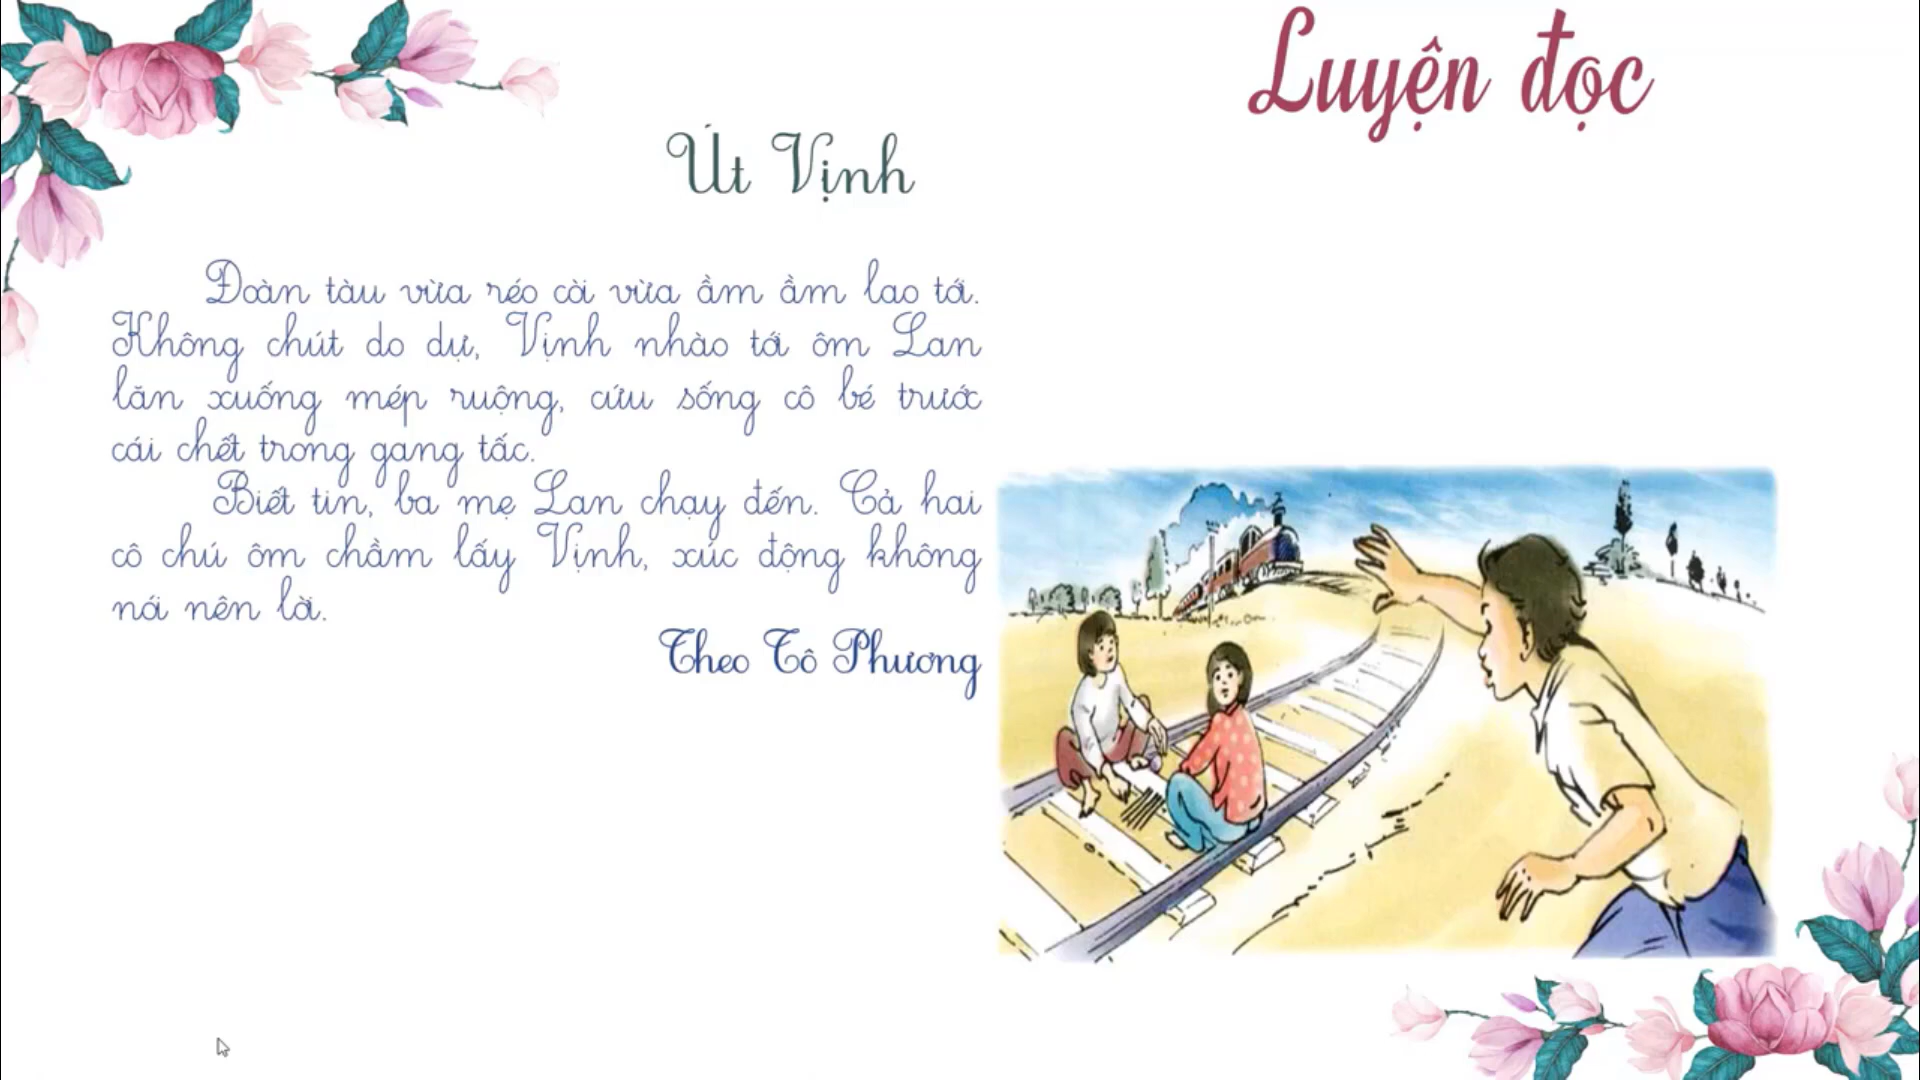 Luyện đọc
Út Vịnh
Đoàn tàu vừa réo còi vừa ầm ầm lao tới.
Không chút do dự, Vịnh nhào tới ôm Lan
lăn xuống mép ruộng, cứu sống cô bé trước
cái chết trong gang tấc.
Biết tin, ba mẹ Lan chạy đến. Cả hai
cô chú ôm chầm lấy Vịnh, xúc động không
nói nên lời.
Theo Tô Phương